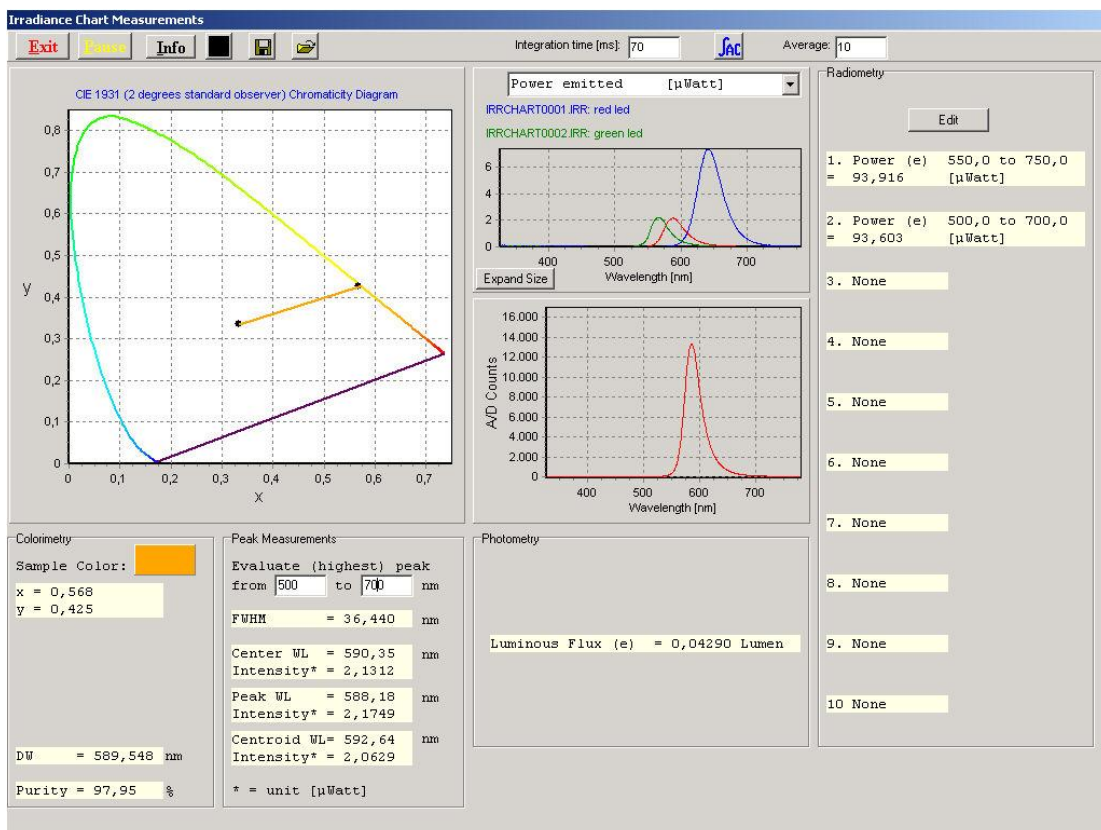 Irradiance Chart Measurements
Exit Pause Info Integration time [ms]: 70 ∫AC Average: 10
CIE 1931 (2 degrees standard observer) Chromaticity Diagram
0,8
0,7
0,6
0,5
y 0,4
0,3
0,2
0,1
0
0 0,1 0,2 0,3 0,4 0,5 0,6 0,7
x
Power emitted [µWatt]
IRRCHART0001.IRR: red led
IRRCHART0002.IRR: green led
6
4
2
0
400 500 600 700
Expand Size Wavelength [nm]
16.000
14.000
12.000
10.000
8.000
6.000
4.000
2.000
0
A/D Counts
400 500 600 700
Wavelength [nm]
Radiometry
Edit
1. Power (e) 550,0 to 750,0
= 93,916 [µWatt]
2. Power (e) 500,0 to 700,0
= 93,603 [µWatt]
3. None
4. None
5. None
6. None
7. None
8. None
9. None
10 None
Colorimetry
Sample Color:
x = 0,568
y = 0,425
DW = 589,548 nm
Purity = 97,95 %
Peak Measurements
Evaluate (highest) peak
from 500 to 700 nm
FWHM = 36,440 nm
Center WL = 590,35 nm
Intensity* = 2,1312
Peak WL = 588,18 nm
Intensity* = 2,1749
Centroid WL= 592,64 nm
Intensity* = 2,0629
* = unit [µWatt]
Photometry
Luminous Flux (e) = 0,04290 Lumen